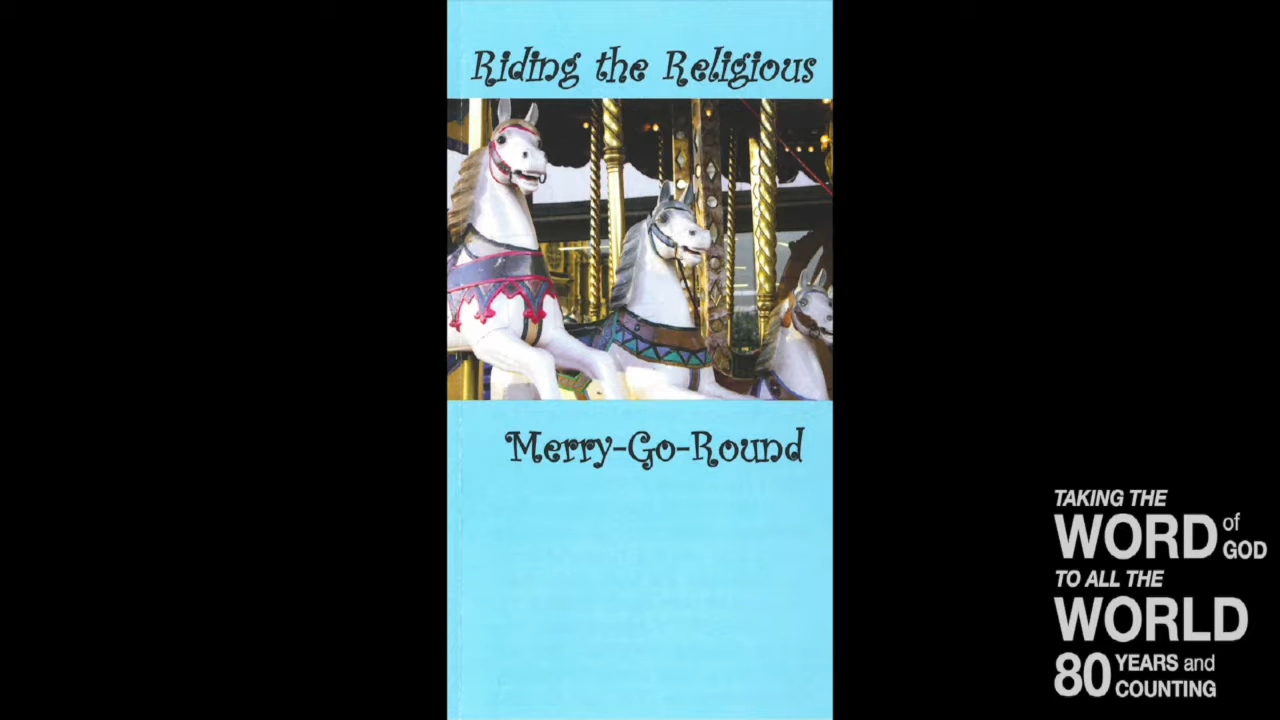 Riding the Religious
Merry-Go-Round
TAKING THE
WORD of GOD
TO ALL THE
WORLD
80 YEARS and
COUNTING